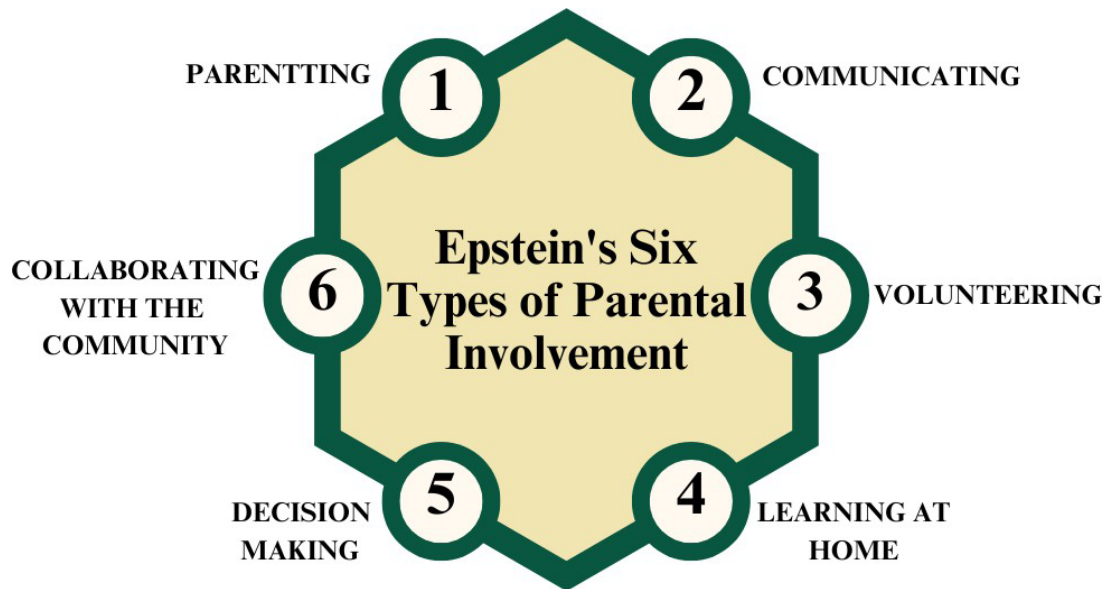 PARENTTING
1
2
COMMUNICATING
Epstein's Six
Types of Parental
Involvement
3
VOLUNTEERING
4
LEARNING AT
HOME
5
DECISION
MAKING
6
COLLABORATING
WITH THE
COMMUNITY